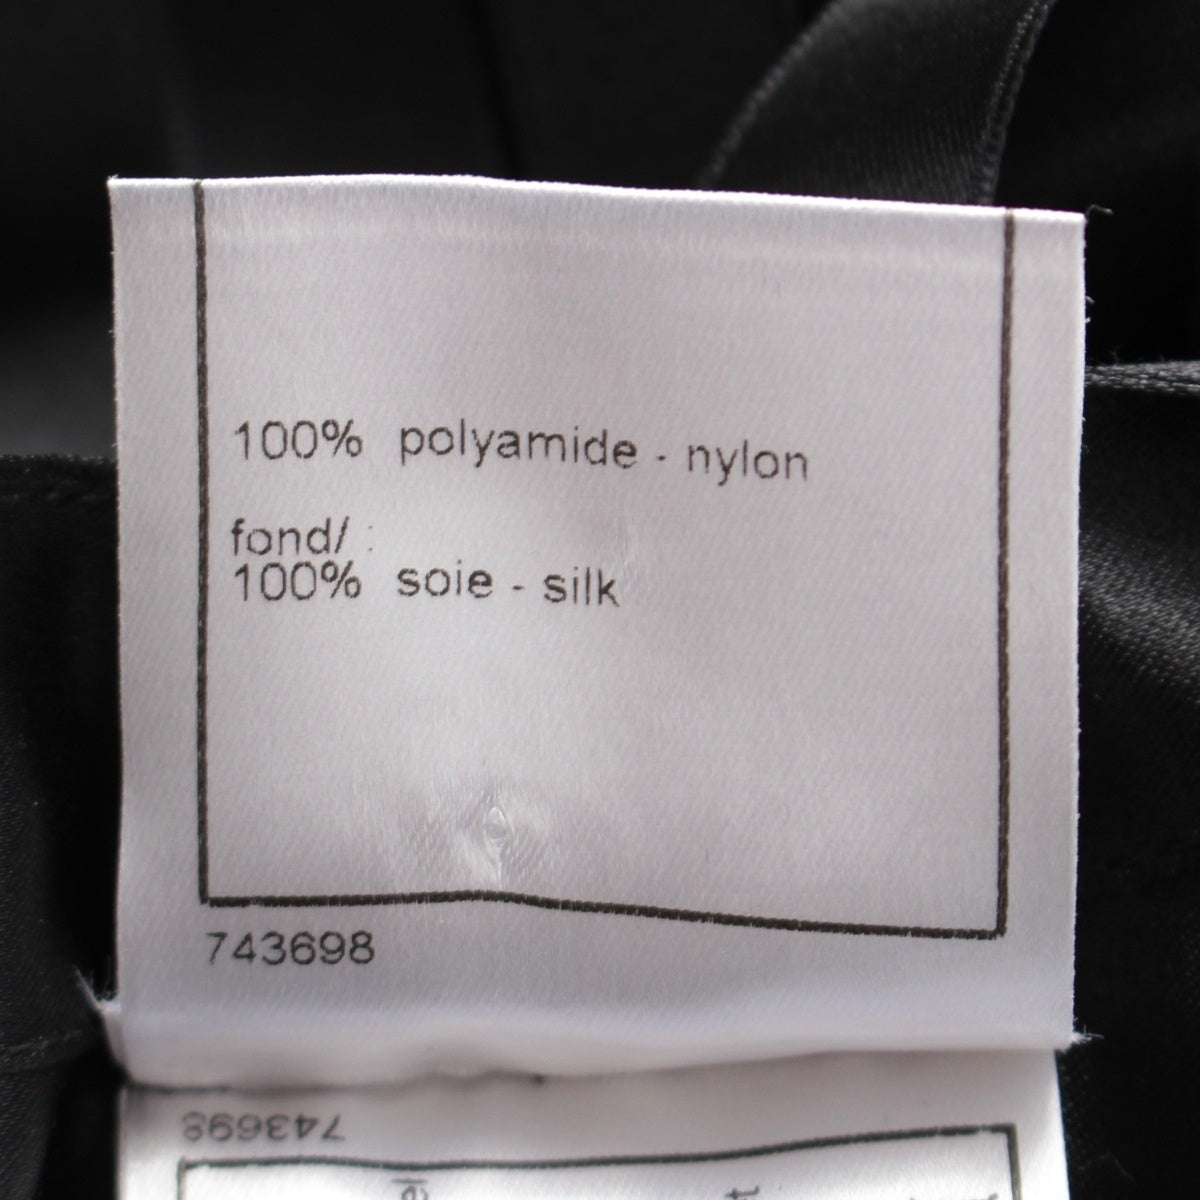 100% polyamide - nylon
fond/ :
100% soie - silk
743698
743698